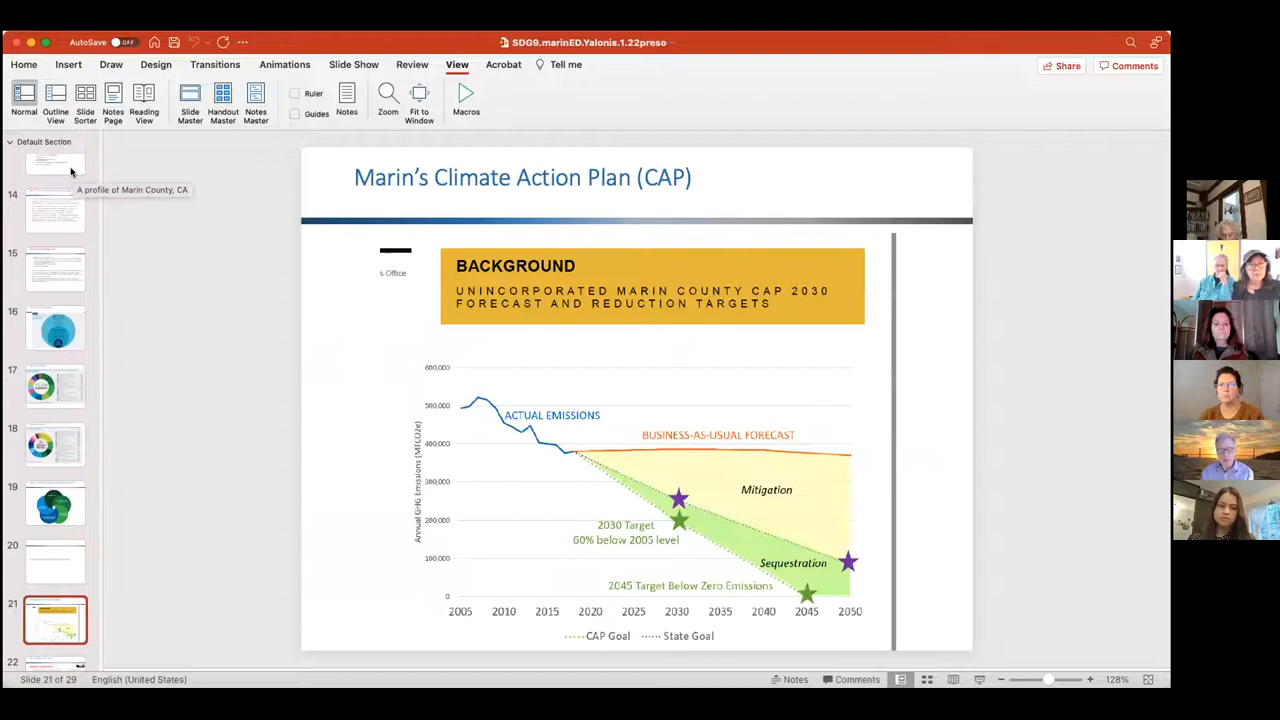 AutoSave OFF
SDG9.marinED.Yalonis.1.22preso
Home Insert Draw Design Transitions Animations Slide Show Review View Acrobat Tell me
Share Comments
Normal Outline View Slide Sorter Notes Page Reading View Slide Master Handout Master Notes Master Ruler Guides Notes Zoom Fit to Window Macros
Default Section
A profile of Marin County, CA
14
15
16
17
18
19
20
21
22
Marin's Climate Action Plan (CAP)
s Office
BACKGROUND
UNINCORPORATED MARIN COUNTY CAP 2030
FORECAST AND REDUCTION TARGETS
Annual GHG Emissions (MTCO2e)
600,000
500,000
400,000
300,000
200,000
100,000
0
ACTUAL EMISSIONS
BUSINESS-AS-USUAL FORECAST
Mitigation
2030 Target
60% below 2005 level
Sequestration
2045 Target Below Zero Emissions
2005 2010 2015 2020 2025 2030 2035 2040 2045 2050
CAP Goal State Goal
Slide 21 of 29 English (United States)
Notes Comments 128%